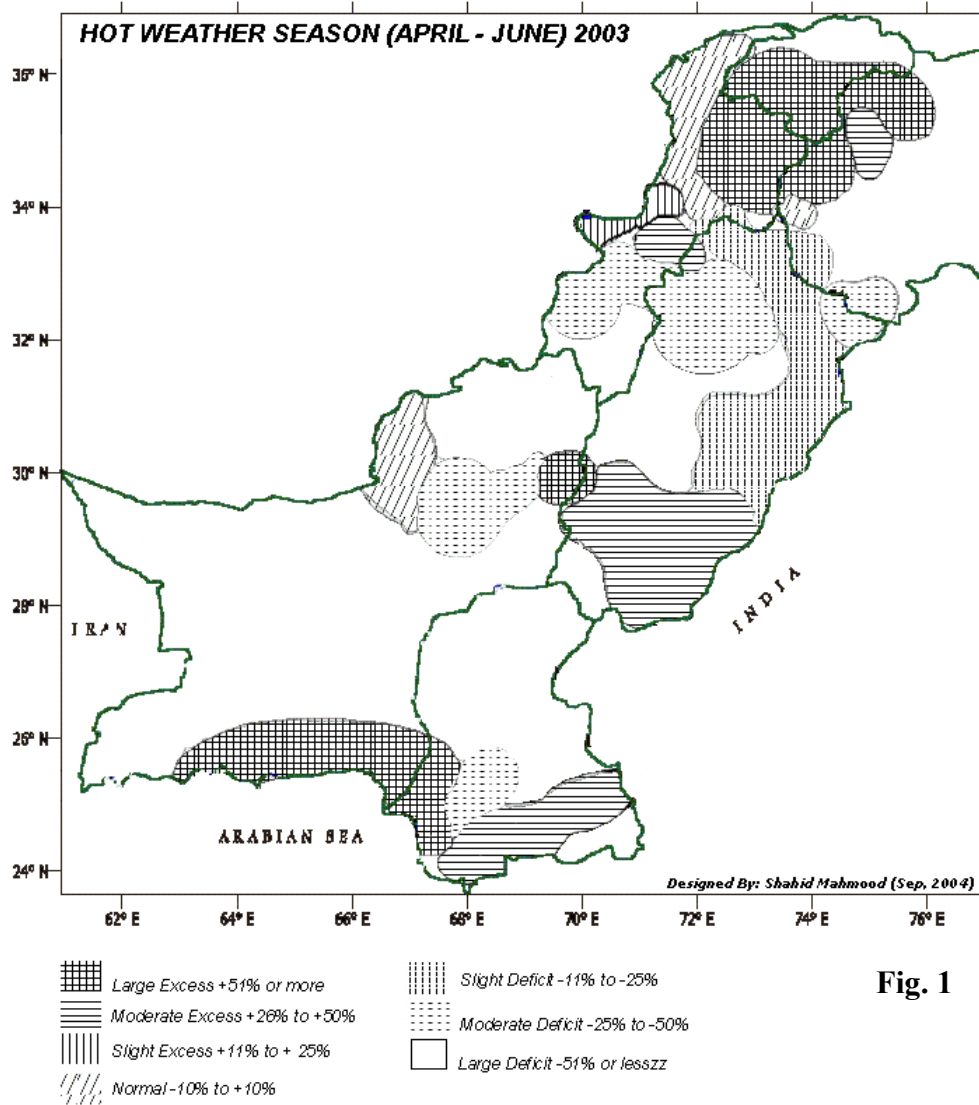 HOT WEATHER SEASON (APRIL - JUNE) 2003
36° N
34° N
32° N
30° N
28° N
26° N
24° N
IRAN
INDIA
ARABIAN SEA
Designed By: Shahid Mahmood (Sep, 2004)
62° E 64° E 66° E 68° E 70° E 72° E 74° E 76° E
Large Excess +51% or more
Moderate Excess +26% to +50%
Slight Excess +11% to + 25%
Normal -10% to +10%
Slight Deficit -11% to -25%
Moderate Deficit -25% to -50%
Large Deficit -51% or lesszz
Fig. 1